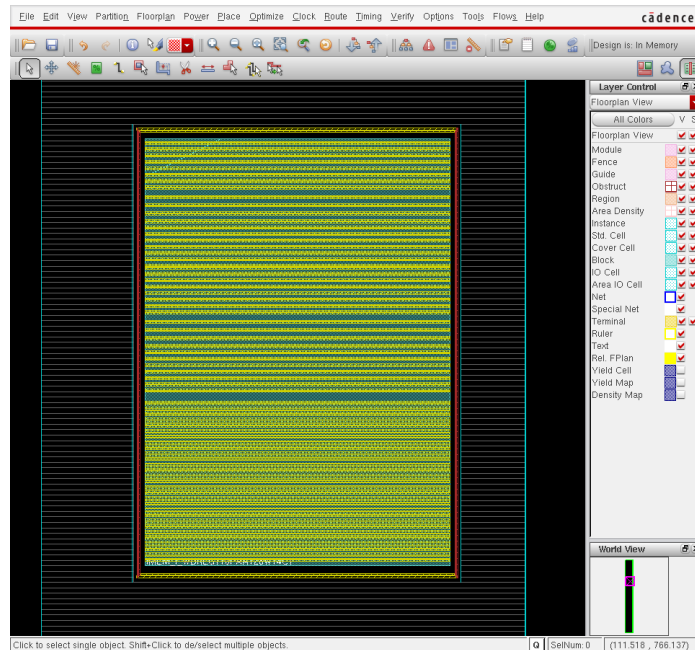 File Edit View Partition Floorplan Power Place Optimize Clock Route Timing Verify Options Tools Flows Help cādence
Design is: In Memory
Layer Control
Floorplan View
All Colors V S
Floorplan View
Module
Fence
Guide
Obstruct
Region
Area Density
Instance
Std. Cell
Cover Cell
Block
IO Cell
Area IO Cell
Net
Special Net
Terminal
Ruler
Text
Rel. FPlan
Yield Cell
Yield Map
Density Map
World View
Click to select single object. Shift+Click to de/select multiple objects. Q SelNum: 0 (111.518 , 766.137)